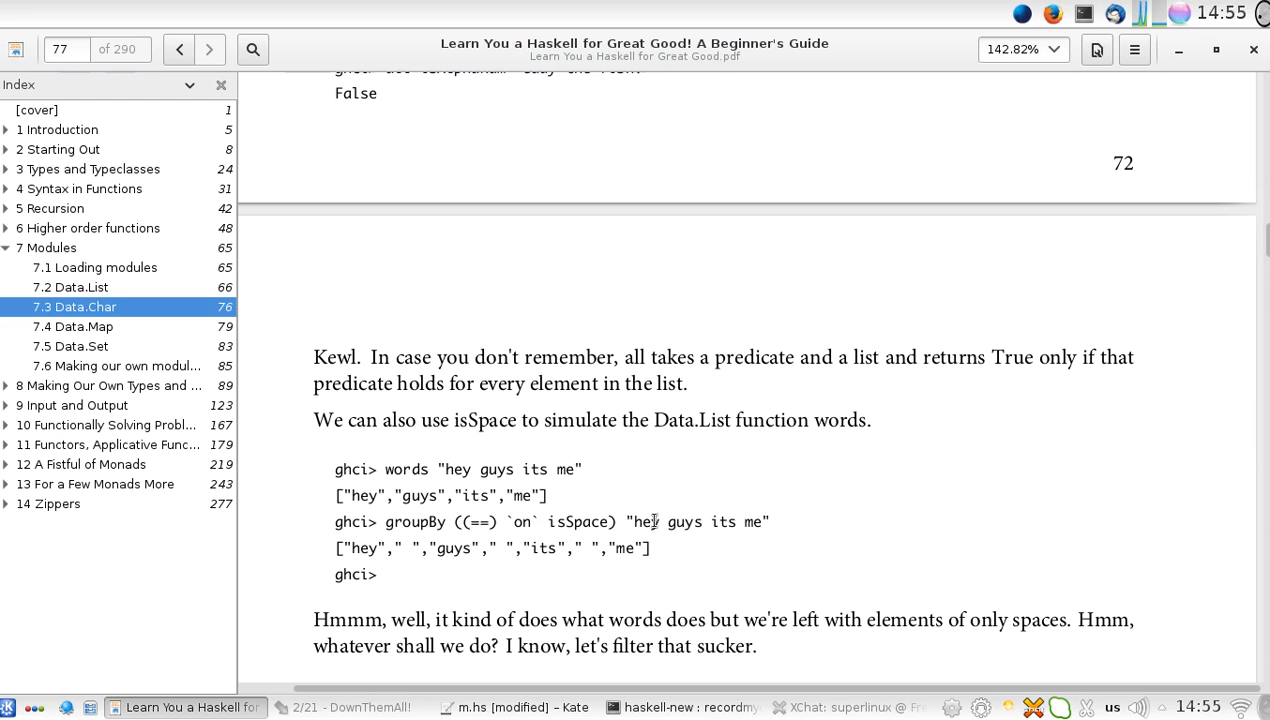 14:55
77
of 290
Learn You a Haskell for Great Good! A Beginner's Guide
Learn You a Haskell for Great Good.pdf
142.82%
Index
[cover] 1
1 Introduction 5
2 Starting Out 8
3 Types and Typeclasses 24
4 Syntax in Functions 31
5 Recursion 42
6 Higher order functions 48
7 Modules 65
7.1 Loading modules 65
7.2 Data.List 66
7.3 Data.Char 76
7.4 Data.Map 79
7.5 Data.Set 83
7.6 Making our own modul... 85
8 Making Our Own Types and ... 89
9 Input and Output 123
10 Functionally Solving Probl... 167
11 Functors, Applicative Func... 179
12 A Fistful of Monads 219
13 For a Few Monads More 243
14 Zippers 277
False
72
Kewl. In case you don't remember, all takes a predicate and a list and returns True only if that
predicate holds for every element in the list.
We can also use isSpace to simulate the Data.List function words.
ghci> words "hey guys its me"
["hey","guys","its","me"]
ghci> groupBy ((==) `on` isSpace) "hey guys its me"
["hey"," ","guys"," ","its"," ","me"]
ghci>
Hmmm, well, it kind of does what words does but we're left with elements of only spaces. Hmm,
whatever shall we do? I know, let's filter that sucker.
Learn You a Haskell for
2/21 - DownThemAll!
m.hs [modified] – Kate
haskell-new : recordmy
XChat: superlinux @ Fre
us
14:55